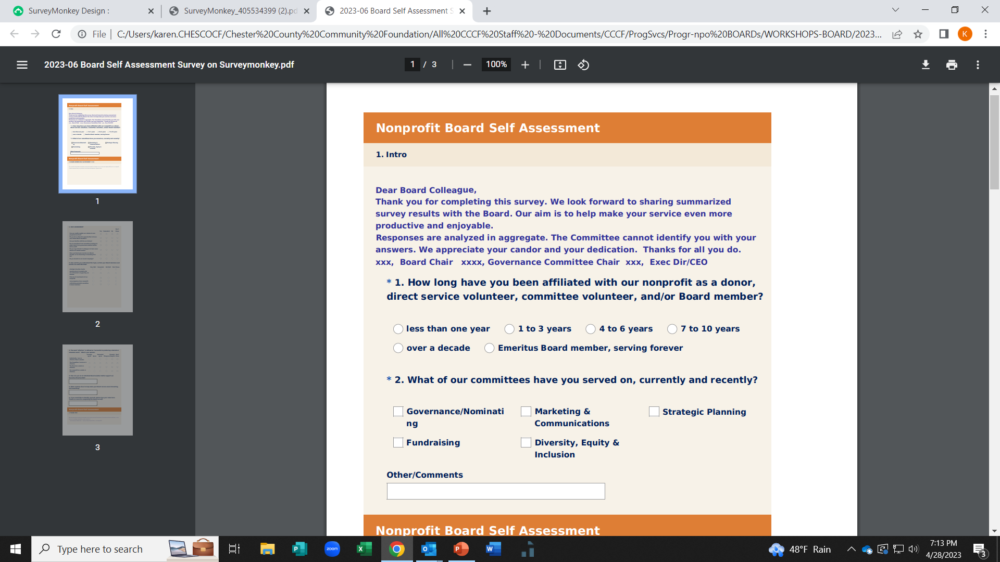 SurveyMonkey Design :
SurveyMonkey_405534399 (2).pd
2023-06 Board Self Assessment S
File
C:/Users/karen.CHESCOCF/Chester%20County%20Community%20Foundation/All%20CCCF%20Staff%20-%20Documents/CCCF/ProgSvcs/Progr-npo%20BOARDs/WORKSHOPS-BOARD/2023...
K
2023-06 Board Self Assessment Survey on Surveymonkey.pdf
1 / 3
100%
1
2
3
Nonprofit Board Self Assessment
1. Intro
Dear Board Colleague,
Thank you for completing this survey. We look forward to sharing summarized
survey results with the Board. Our aim is to help make your service even more
productive and enjoyable.
Responses are analyzed in aggregate. The Committee cannot identify you with your
answers. We appreciate your candor and your dedication.  Thanks for all you do.
xxx,  Board Chair   xxxx, Governance Committee Chair  xxx,  Exec Dir/CEO
* 1. How long have you been affiliated with our nonprofit as a donor,
direct service volunteer, committee volunteer, and/or Board member?
less than one year   1 to 3 years   4 to 6 years   7 to 10 years
over a decade   Emeritus Board member, serving forever
* 2. What of our committees have you served on, currently and recently?
Governance/Nominati
ng
Marketing &
Communications
Strategic Planning
Fundraising
Diversity, Equity &
Inclusion
Other/Comments
Nonprofit Board Self Assessment
Type here to search
zoom
48°F  Rain
7:13 PM
4/28/2023
3